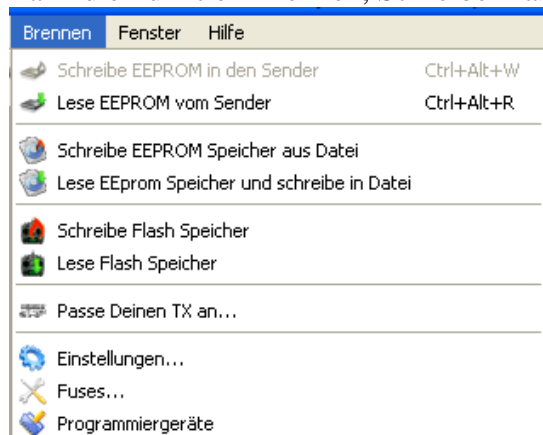 Brennen Fenster Hilfe
Schreibe EEPROM in den Sender Ctrl+Alt+W
Lese EEPROM vom Sender Ctrl+Alt+R
Schreibe EEPROM Speicher aus Datei
Lese EEprom Speicher und schreibe in Datei
Schreibe Flash Speicher
Lese Flash Speicher
Passe Deinen TX an...
Einstellungen...
Fuses...
Programmiergeräte